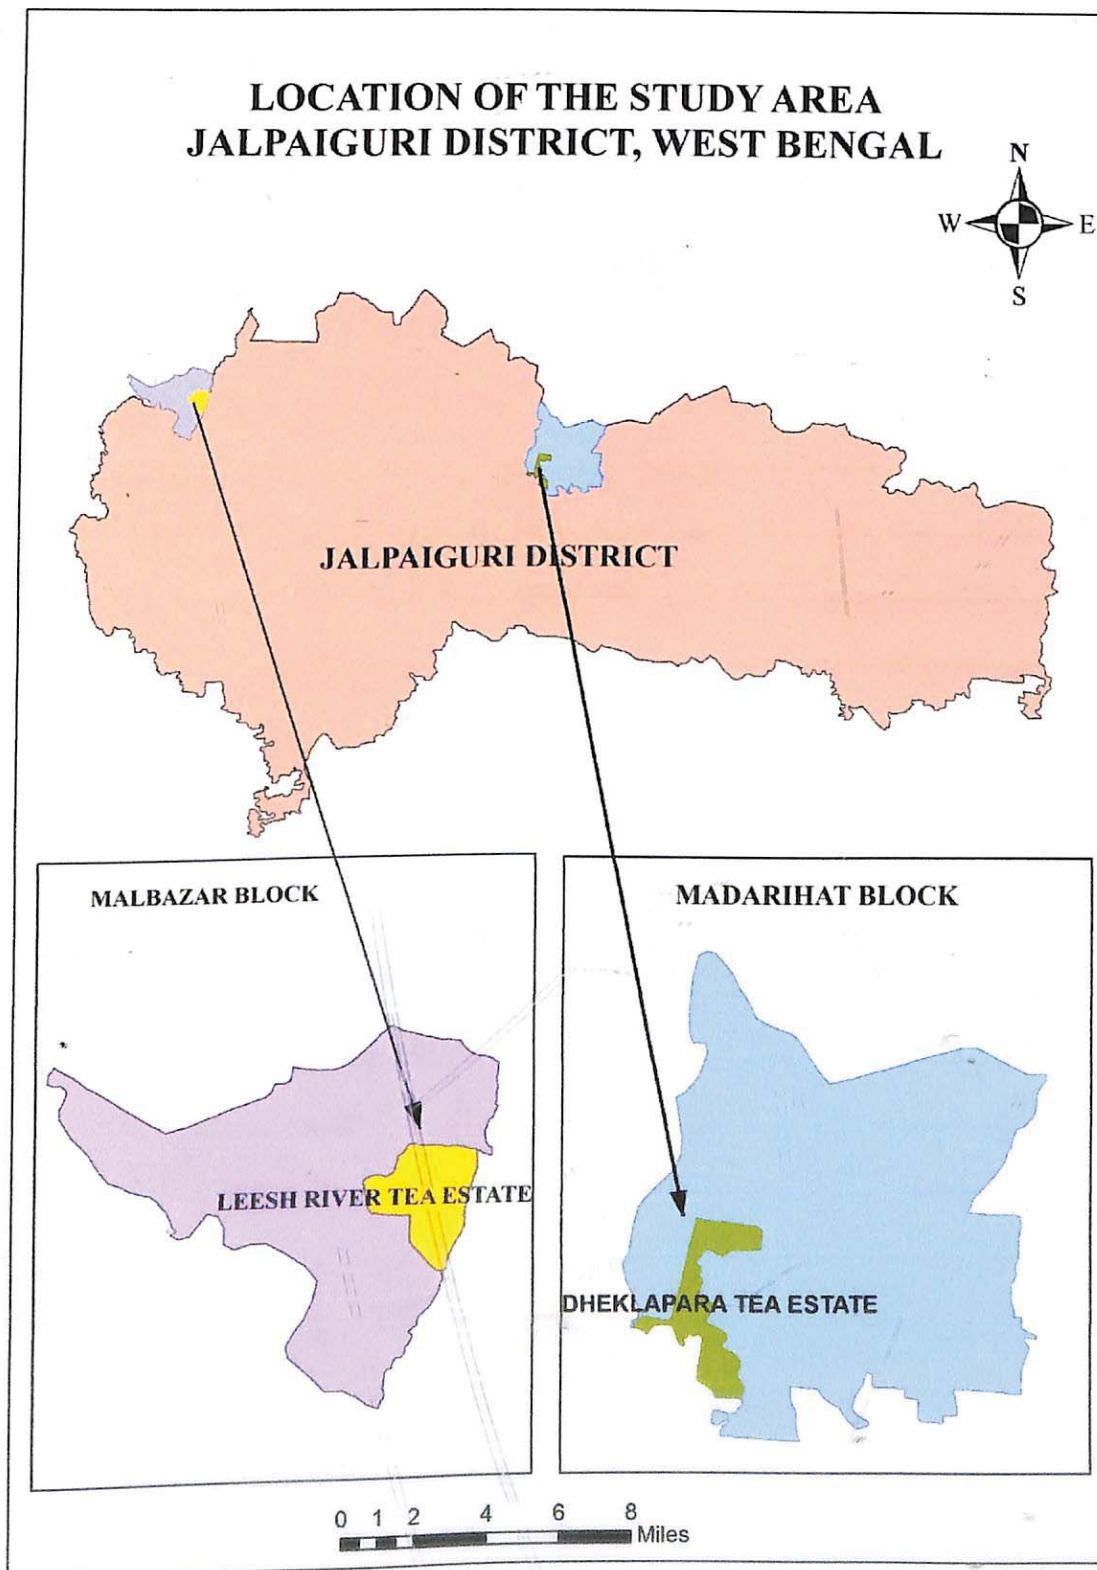 LOCATION OF THE STUDY AREA
JALPAIGURI DISTRICT, WEST BENGAL
N
W E
S
JALPAIGURI DISTRICT
MALBAZAR BLOCK
LEESH RIVER TEA ESTATE
MADARIHAT BLOCK
DHEKLAPARA TEA ESTATE
0 1 2 4 6 8
Miles